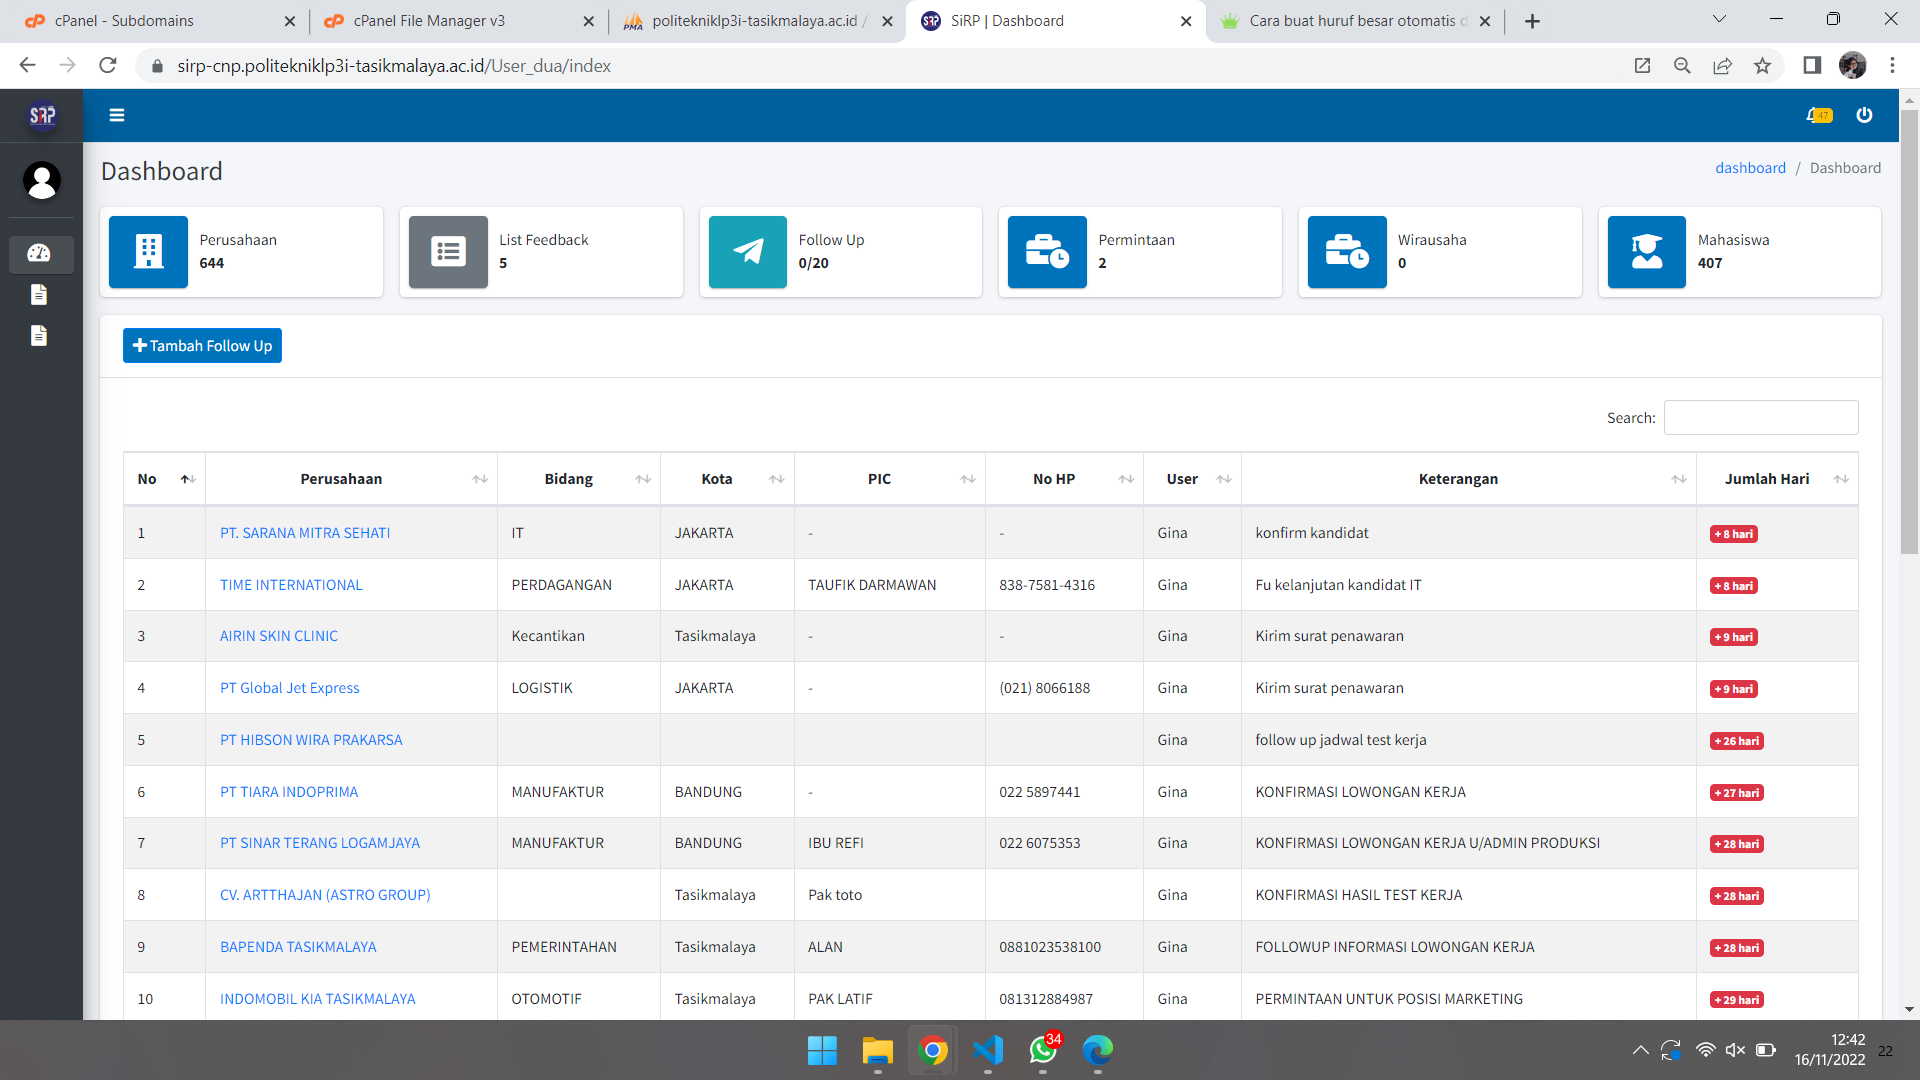 cPanel - Subdomains
cPanel File Manager v3
politekniklp3i-tasikmalaya.ac.id /
SiRP | Dashboard
Cara buat huruf besar otomatis d
sirp-cnp.politekniklp3i-tasikmalaya.ac.id/User_dua/index
SiRP
47
Dashboard
dashboard / Dashboard
Perusahaan
644
List Feedback
5
Follow Up
0/20
Permintaan
2
Wirausaha
0
Mahasiswa
407
Tambah Follow Up
Search:
No Perusahaan Bidang Kota PIC No HP User Keterangan Jumlah Hari
1 PT. SARANA MITRA SEHATI IT JAKARTA - - Gina konfirm kandidat + 8 hari
2 TIME INTERNATIONAL PERDAGANGAN JAKARTA TAUFIK DARMAWAN 838-7581-4316 Gina Fu kelanjutan kandidat IT + 8 hari
3 AIRIN SKIN CLINIC Kecantikan Tasikmalaya - - Gina Kirim surat penawaran + 9 hari
4 PT Global Jet Express LOGISTIK JAKARTA - (021) 8066188 Gina Kirim surat penawaran + 9 hari
5 PT HIBSON WIRA PRAKARSA Gina follow up jadwal test kerja + 26 hari
6 PT TIARA INDOPRIMA MANUFAKTUR BANDUNG - 022 5897441 Gina KONFIRMASI LOWONGAN KERJA + 27 hari
7 PT SINAR TERANG LOGAMJAYA MANUFAKTUR BANDUNG IBU REFI 022 6075353 Gina KONFIRMASI LOWONGAN KERJA U/ADMIN PRODUKSI + 28 hari
8 CV. ARTTHAJAN (ASTRO GROUP) Tasikmalaya Pak toto Gina KONFIRMASI HASIL TEST KERJA + 28 hari
9 BAPENDA TASIKMALAYA PEMERINTAHAN Tasikmalaya ALAN 0881023538100 Gina FOLLOWUP INFORMASI LOWONGAN KERJA + 28 hari
10 INDOMOBIL KIA TASIKMALAYA OTOMOTIF Tasikmalaya PAK LATIF 081312884987 Gina PERMINTAAN UNTUK POSISI MARKETING + 29 hari
34
12:42
16/11/2022
22